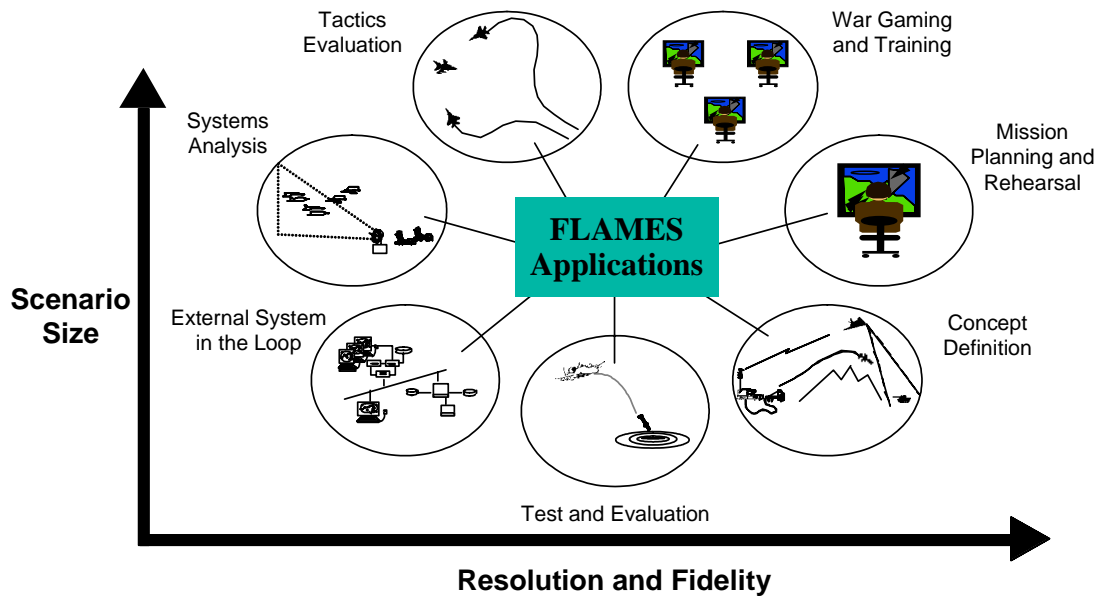 Tactics
Evaluation
War Gaming
and Training
Systems
Analysis
Mission
Planning and
Rehearsal
FLAMES
Applications
Scenario
Size
External System
in the Loop
Concept
Definition
Test and Evaluation
Resolution and Fidelity